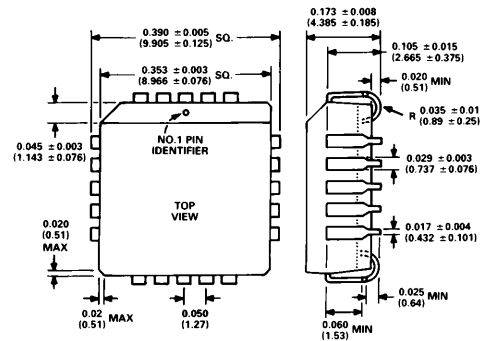 0.390 ± 0.005 SQ.
(9.905 ± 0.125)
0.353 ± 0.003 SQ.
(8.966 ± 0.076)
0.173 ± 0.008
(4.385 ± 0.185)
0.105 ± 0.015
(2.665 ± 0.375)
0.020 MIN
(0.51)
R 0.035 ± 0.01
(0.89 ± 0.25)
0.045 ± 0.003
(1.143 ± 0.076)
NO.1 PIN
IDENTIFIER
0.029 ± 0.003
(0.737 ± 0.076)
TOP
VIEW
0.017 ± 0.004
(0.432 ± 0.101)
0.020
(0.51)
MAX
0.02 MAX
(0.51)
0.050
(1.27)
0.025 MIN
(0.64)
0.060 MIN
(1.53)